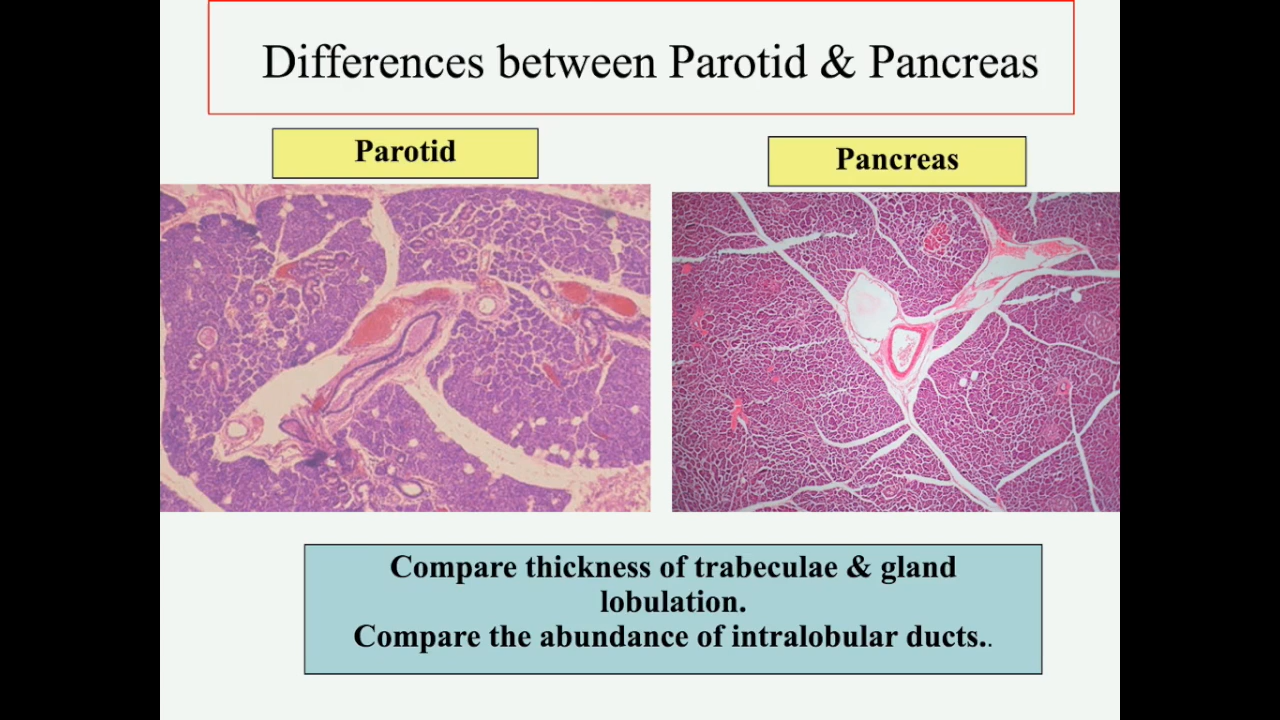 Differences between Parotid & Pancreas
Parotid
Pancreas
Compare thickness of trabeculae & gland
lobulation.
Compare the abundance of intralobular ducts..